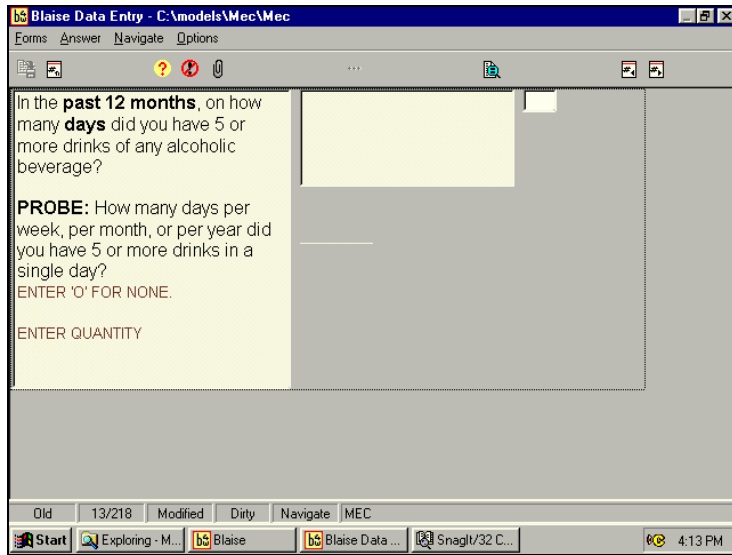 Blaise Data Entry - C:\models\Mec\Mec
Forms Answer Navigate Options
In the past 12 months, on how
many days did you have 5 or
more drinks of any alcoholic
beverage?
PROBE: How many days per
week, per month, or per year did
you have 5 or more drinks in a
single day?
ENTER 'O' FOR NONE.
ENTER QUANTITY
Old 13/218 Modified Dirty Navigate MEC
Start Exploring - M... Blaise Blaise Data ... SnagIt/32 C... 4:13 PM